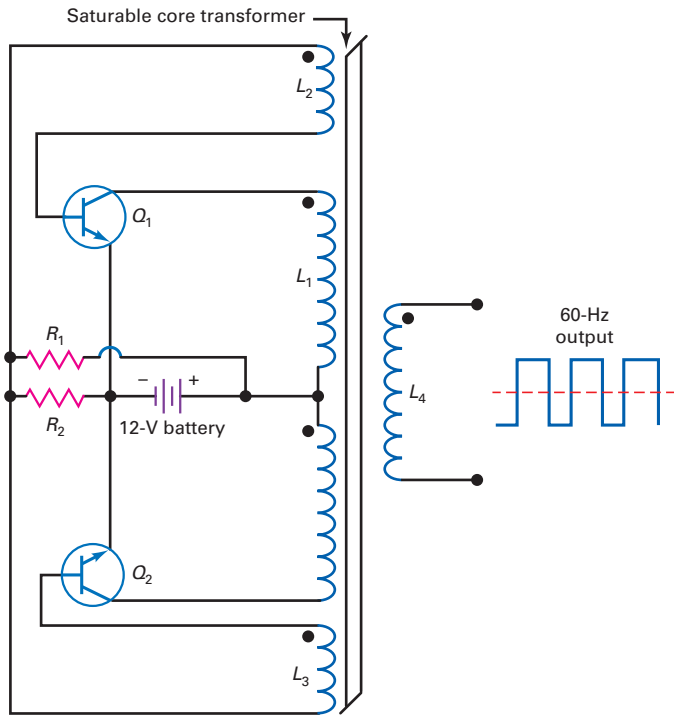 Saturable core transformer
L2
Q1
L1
R1
60-Hz
output
− +
R2
12-V battery
L4
Q2
L3